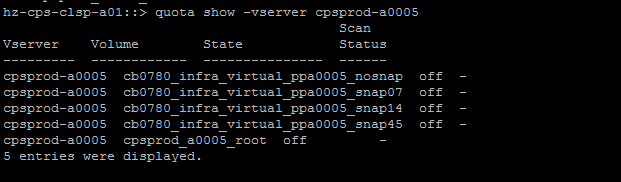 hz-cps-clsp-a01::> quota show -vserver cpsprod-a0005
Scan
Vserver Volume State Status
--------- ------------ --------------- ------
cpsprod-a0005 cb0780_infra_virtual_ppa0005_nosnap off -
cpsprod-a0005 cb0780_infra_virtual_ppa0005_snap07 off -
cpsprod-a0005 cb0780_infra_virtual_ppa0005_snap14 off -
cpsprod-a0005 cb0780_infra_virtual_ppa0005_snap45 off -
cpsprod-a0005 cpsprod_a0005_root off -
5 entries were displayed.